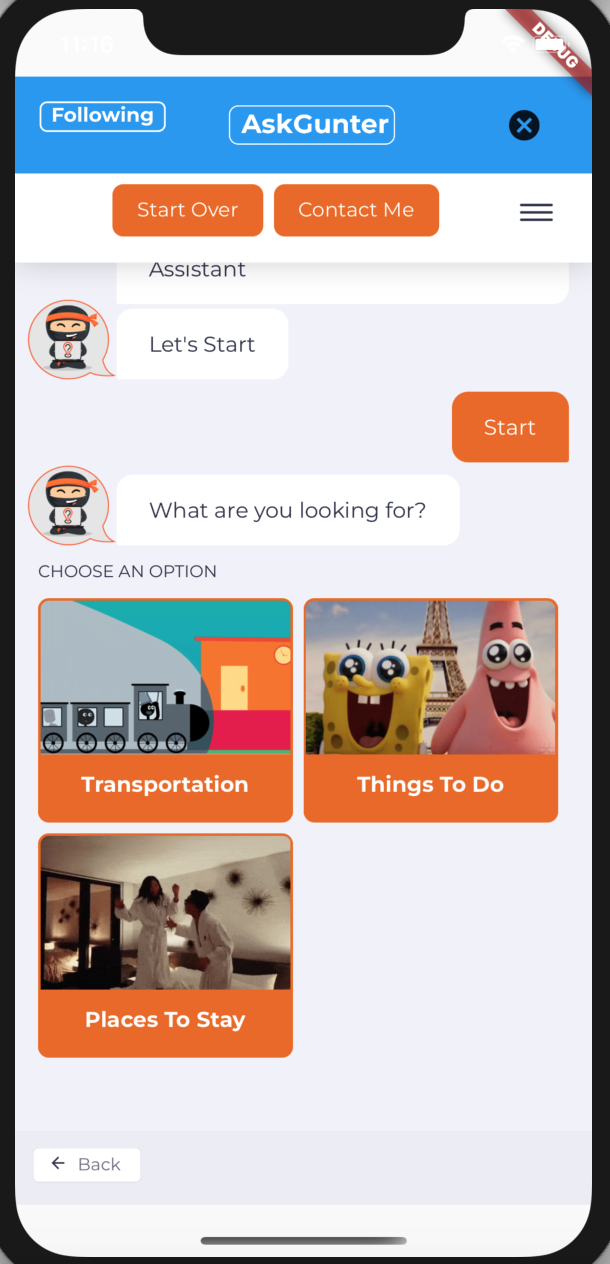 11:16
DEBUG
Following
AskGunter
Start Over
Contact Me
Assistant
Let's Start
Start
What are you looking for?
CHOOSE AN OPTION
Transportation
Things To Do
Places To Stay
Back